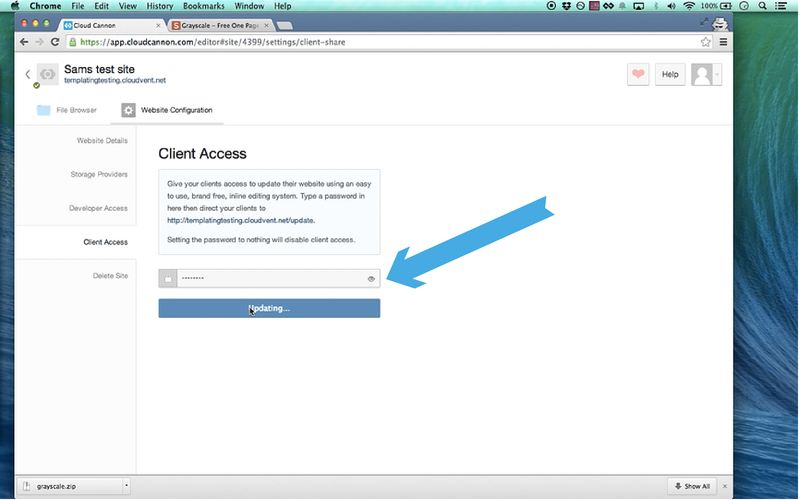 Chrome File Edit View History Bookmarks Window Help 100%
Cloud Cannon Grayscale - Free One Page
https://app.cloudcannon.com/editor#site/4399/settings/client-share
Sams test site
templatingtesting.cloudvent.net
Help
File Browser Website Configuration
Website Details
Storage Providers
Developer Access
Client Access
Delete Site
Client Access
Give your clients access to update their website using an easy
to use, brand free, inline editing system. Type a password in
here then direct your clients to
http://templatingtesting.cloudvent.net/update.
Setting the password to nothing will disable client access.
Updating...
grayscale.zip
Show All